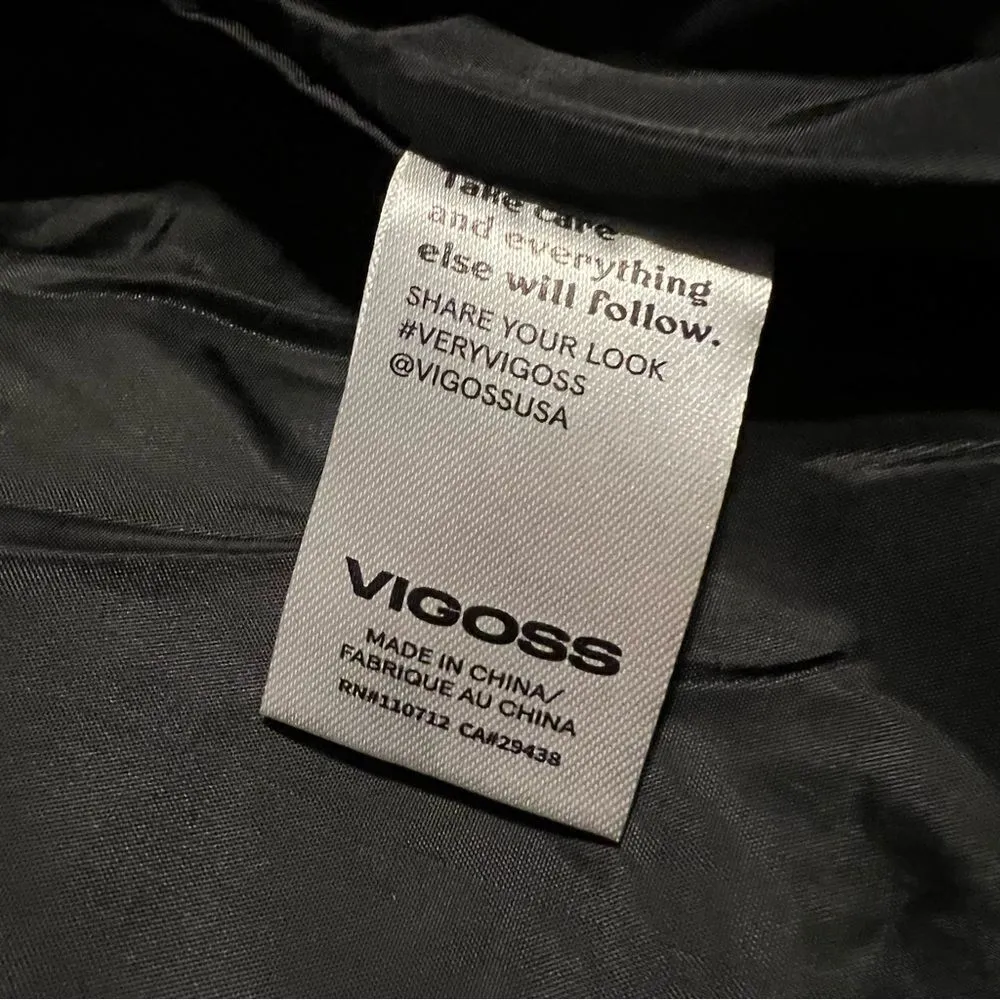 Take care
and everything
else will follow.
SHARE YOUR LOOK
#VERYVIGOSS
@VIGOSSUSA
VIGOSS
MADE IN CHINA/
FABRIQUE AU CHINA
RN#110712 CA#29438